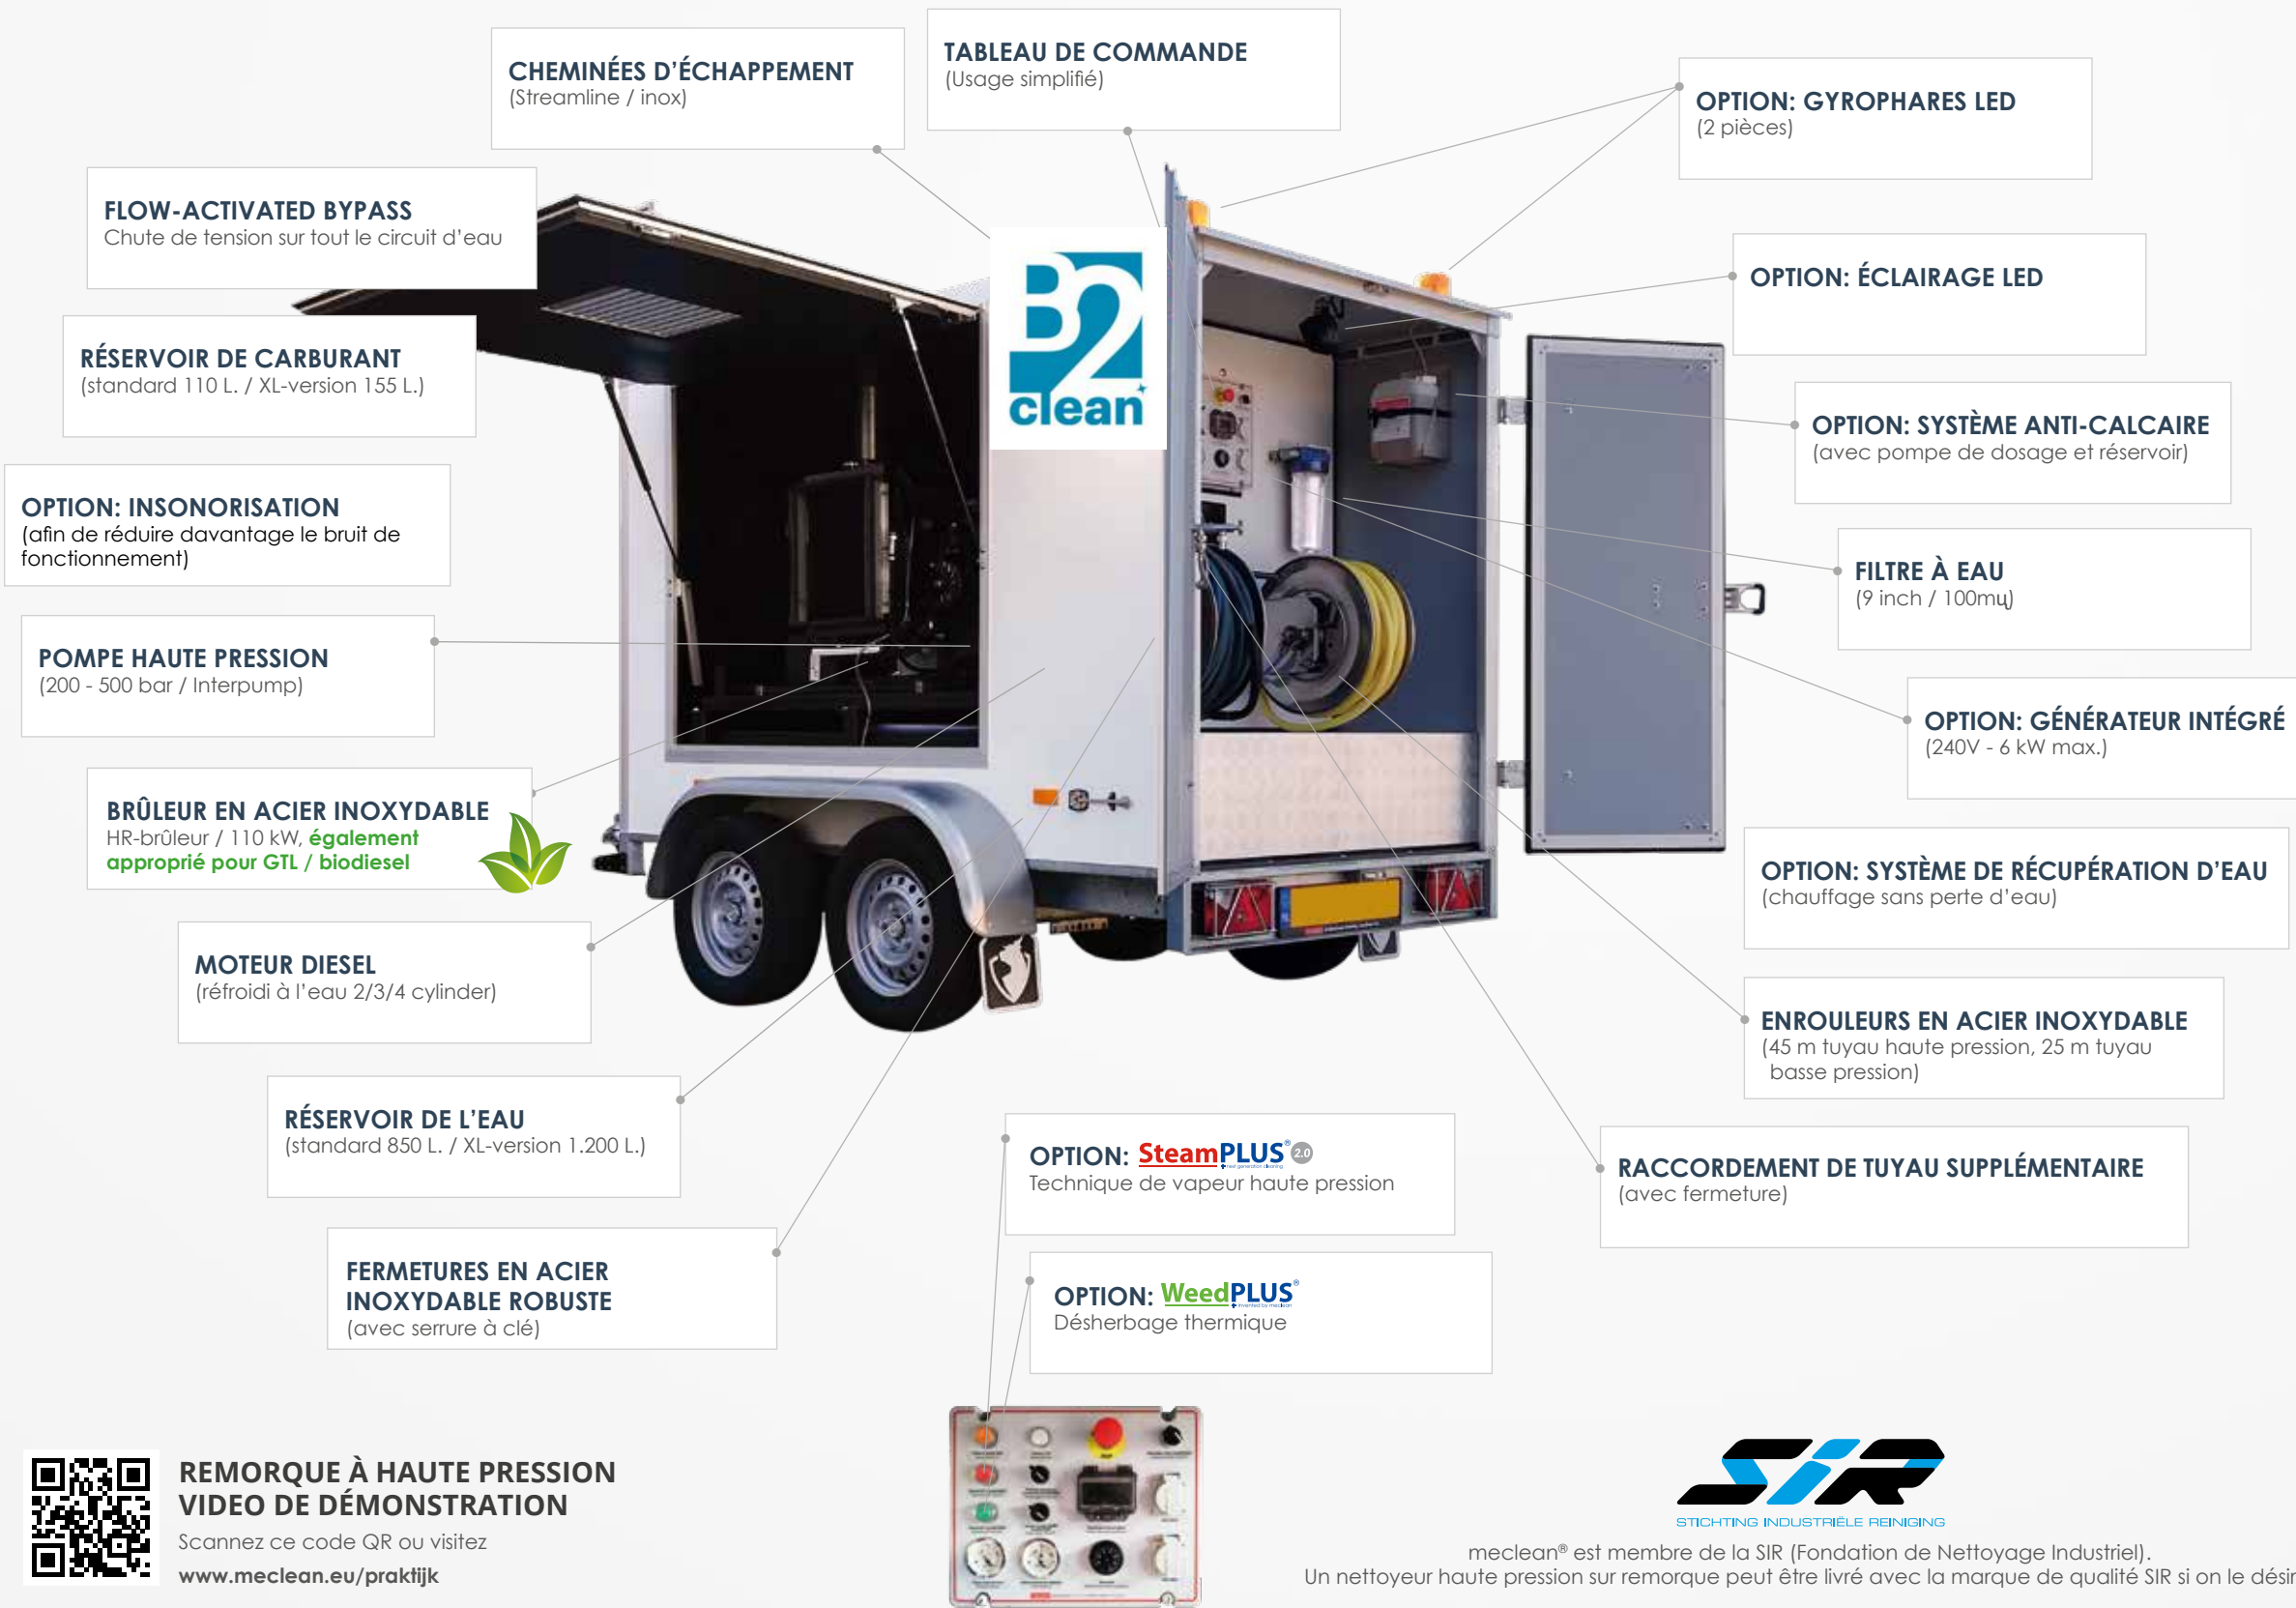 CHEMINÉES D'ÉCHAPPEMENT
(Streamline / inox)
TABLEAU DE COMMANDE
(Usage simplifié)
OPTION: GYROPHARES LED
(2 pièces)
FLOW-ACTIVATED BYPASS
Chute de tension sur tout le circuit d'eau
B2
clean
OPTION: ÉCLAIRAGE LED
RÉSERVOIR DE CARBURANT
(standard 110 L. / XL-version 155 L.)
OPTION: SYSTÈME ANTI-CALCAIRE
(avec pompe de dosage et réservoir)
OPTION: INSONORISATION
(afin de réduire davantage le bruit de
fonctionnement)
FILTRE À EAU
(9 inch / 100mμ)
POMPE HAUTE PRESSION
(200 - 500 bar / Interpump)
OPTION: GÉNÉRATEUR INTÉGRÉ
(240V - 6 kW max.)
BRÛLEUR EN ACIER INOXYDABLE
HR-brûleur / 110 kW, également
approprié pour GTL / biodiesel
OPTION: SYSTÈME DE RÉCUPÉRATION D'EAU
(chauffage sans perte d'eau)
MOTEUR DIESEL
(réfroidi à l'eau 2/3/4 cylinder)
ENROULEURS EN ACIER INOXYDABLE
(45 m tuyau haute pression, 25 m tuyau
basse pression)
RÉSERVOIR DE L'EAU
(standard 850 L. / XL-version 1.200 L.)
OPTION: SteamPLUS® 2.0
next generation cleaning
Technique de vapeur haute pression
RACCORDEMENT DE TUYAU SUPPLÉMENTAIRE
(avec fermeture)
FERMETURES EN ACIER
INOXYDABLE ROBUSTE
(avec serrure à clé)
OPTION: WeedPLUS®
invented by meclean
Désherbage thermique
REMORQUE À HAUTE PRESSION
VIDEO DE DÉMONSTRATION
Scannez ce code QR ou visitez
www.meclean.eu/praktijk
SiR
STICHTING INDUSTRIËLE REINIGING
meclean® est membre de la SIR (Fondation de Nettoyage Industriel).
Un nettoyeur haute pression sur remorque peut être livré avec la marque de qualité SIR si on le désir